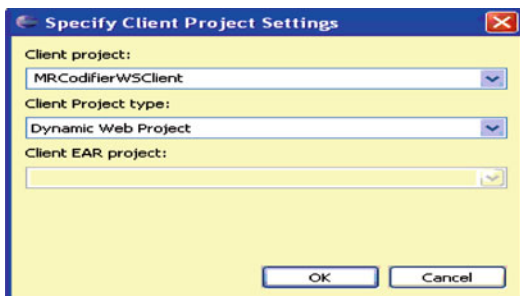 Specify Client Project Settings
Client project:
MRCodifierWSClient
Client Project type:
Dynamic Web Project
Client EAR project:
OK Cancel